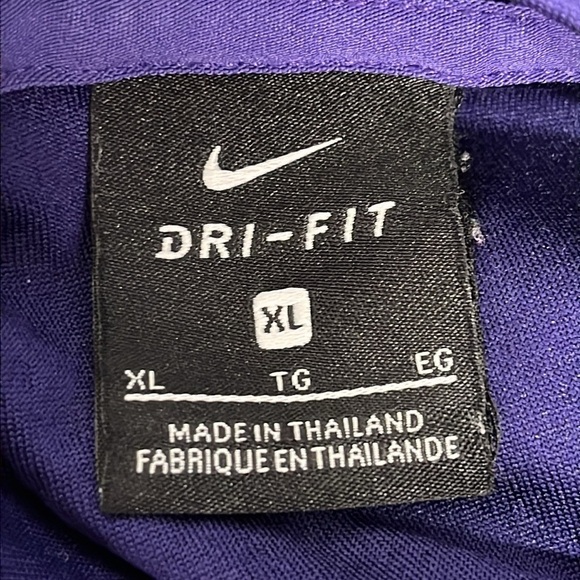 DRI-FIT
XL
XL TG EG
MADE IN THAILAND
FABRIQUE EN THAILANDE